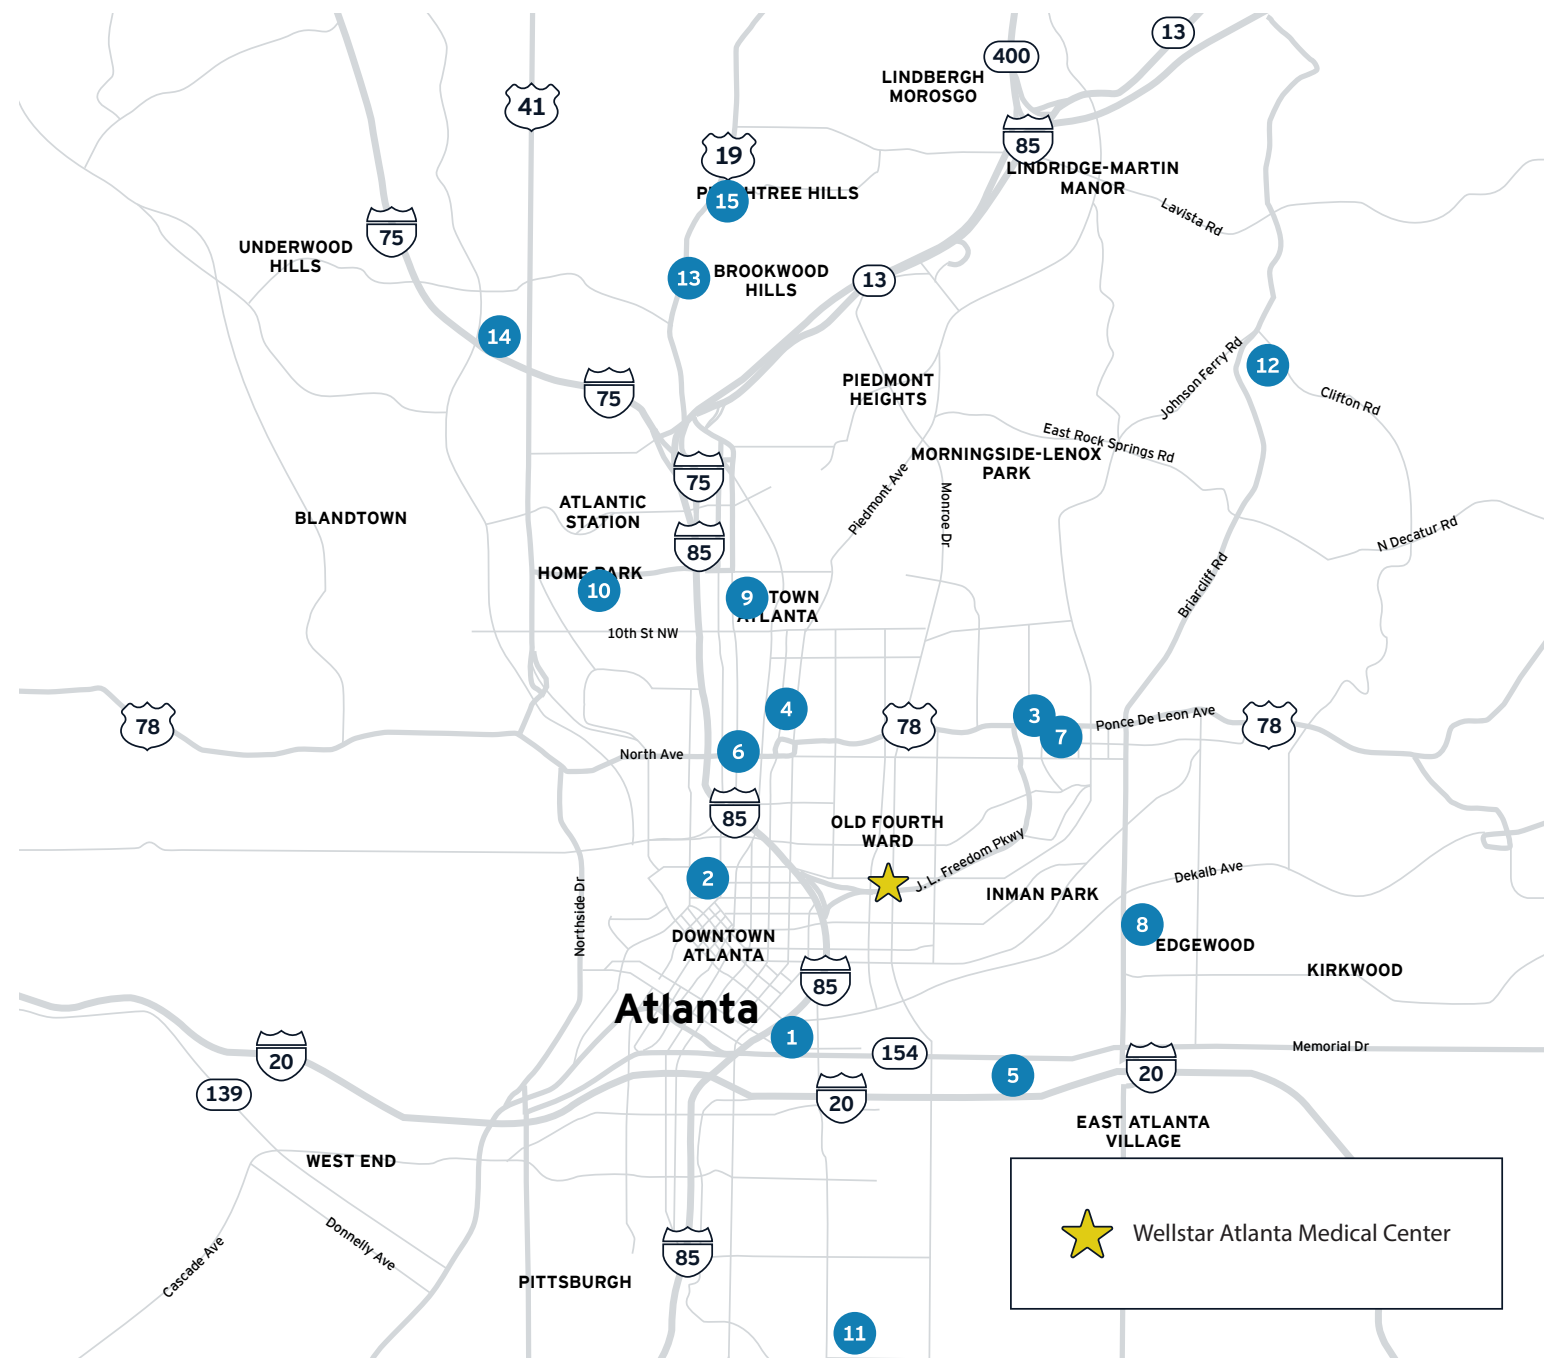 13
400
LINDBERGH
MOROSGO
41
85
19
LINDRIDGE-MARTIN
MANOR
HTREE HILLS
15
Lavista Rd
75
UNDERWOOD
HILLS
13
BROOKWOOD
HILLS
13
14
Johnson Ferry Rd
12
75
PIEDMONT
HEIGHTS
Clifton Rd
East Rock Springs Rd
MORNINGSIDE-LENOX
PARK
75
Piedmont Ave
Monroe Dr
ATLANTIC
STATION
BLANDTOWN
N Decatur Rd
85
HOME PARK
10
9
TOWN
ATLANTA
Briarcliff Rd
10th St NW
4
3
7
78
78
Ponce De Leon Ave
78
6
North Ave
85
OLD FOURTH
WARD
J. L. Freedom Pkwy
2
Dekalb Ave
INMAN PARK
Northside Dr
8
EDGEWOOD
DOWNTOWN
ATLANTA
KIRKWOOD
85
Atlanta
1
154
Memorial Dr
20
5
20
139
20
EAST ATLANTA
VILLAGE
WEST END
Donnelly Ave
Cascade Ave
85
Wellstar Atlanta Medical Center
PITTSBURGH
11